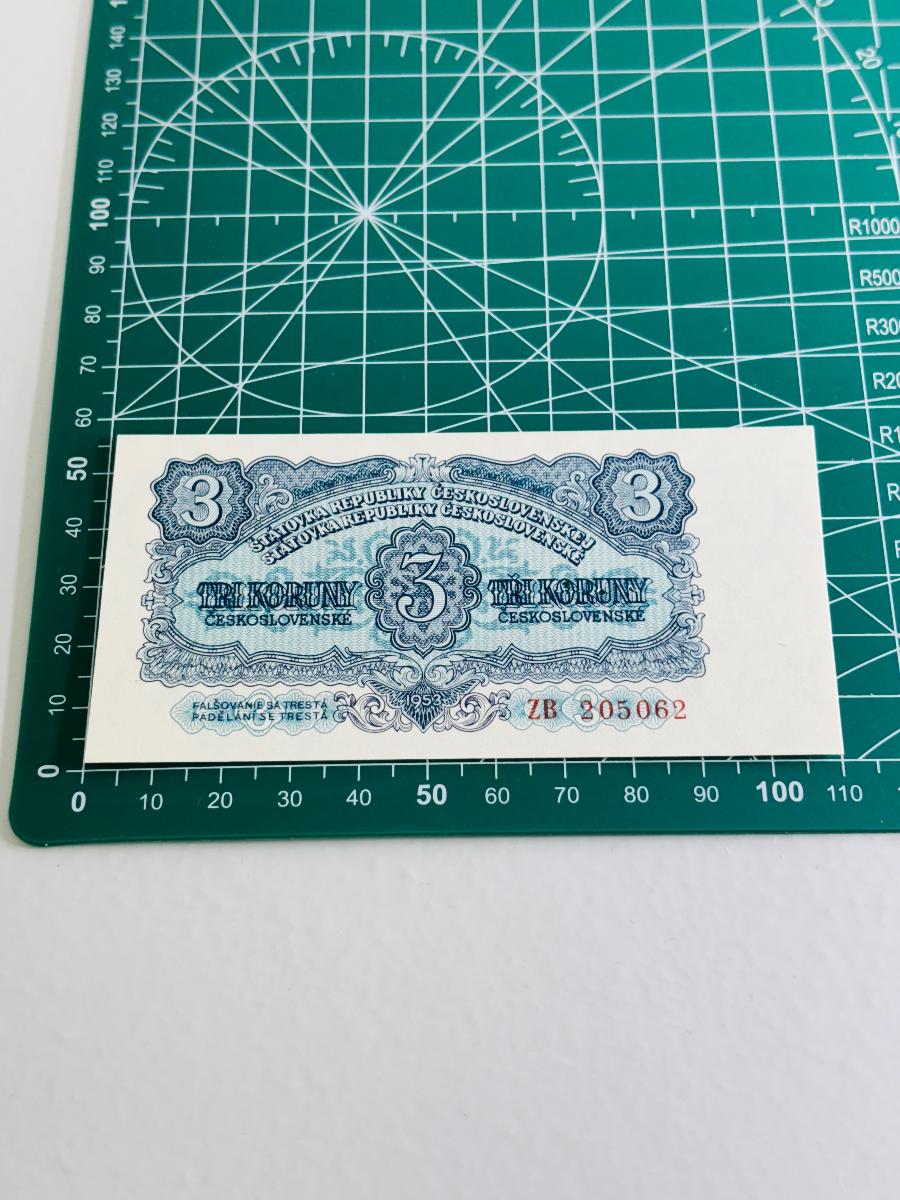 140
130
120
110
100
90
80
70
60
50
40
30
20
10
0
20
R1000
R500
R300
3
3
STÁTOVKA REPUBLIKY ČESKOSLOVENSKEJ
STÁTOVKA REPUBLIKY ČESKOSLOVENSKÉ
3
TRI KORUNY
ČESKOSLOVENSKÉ
TŘI KORUNY
ČESKOSLOVENSKÉ
FALŠOVANIE SA TRESTÁ
PADĚLÁNÍ SE TRESTÁ
1953
ZB 205062
0 10 20 30 40 50 60 70 80 90 100 110